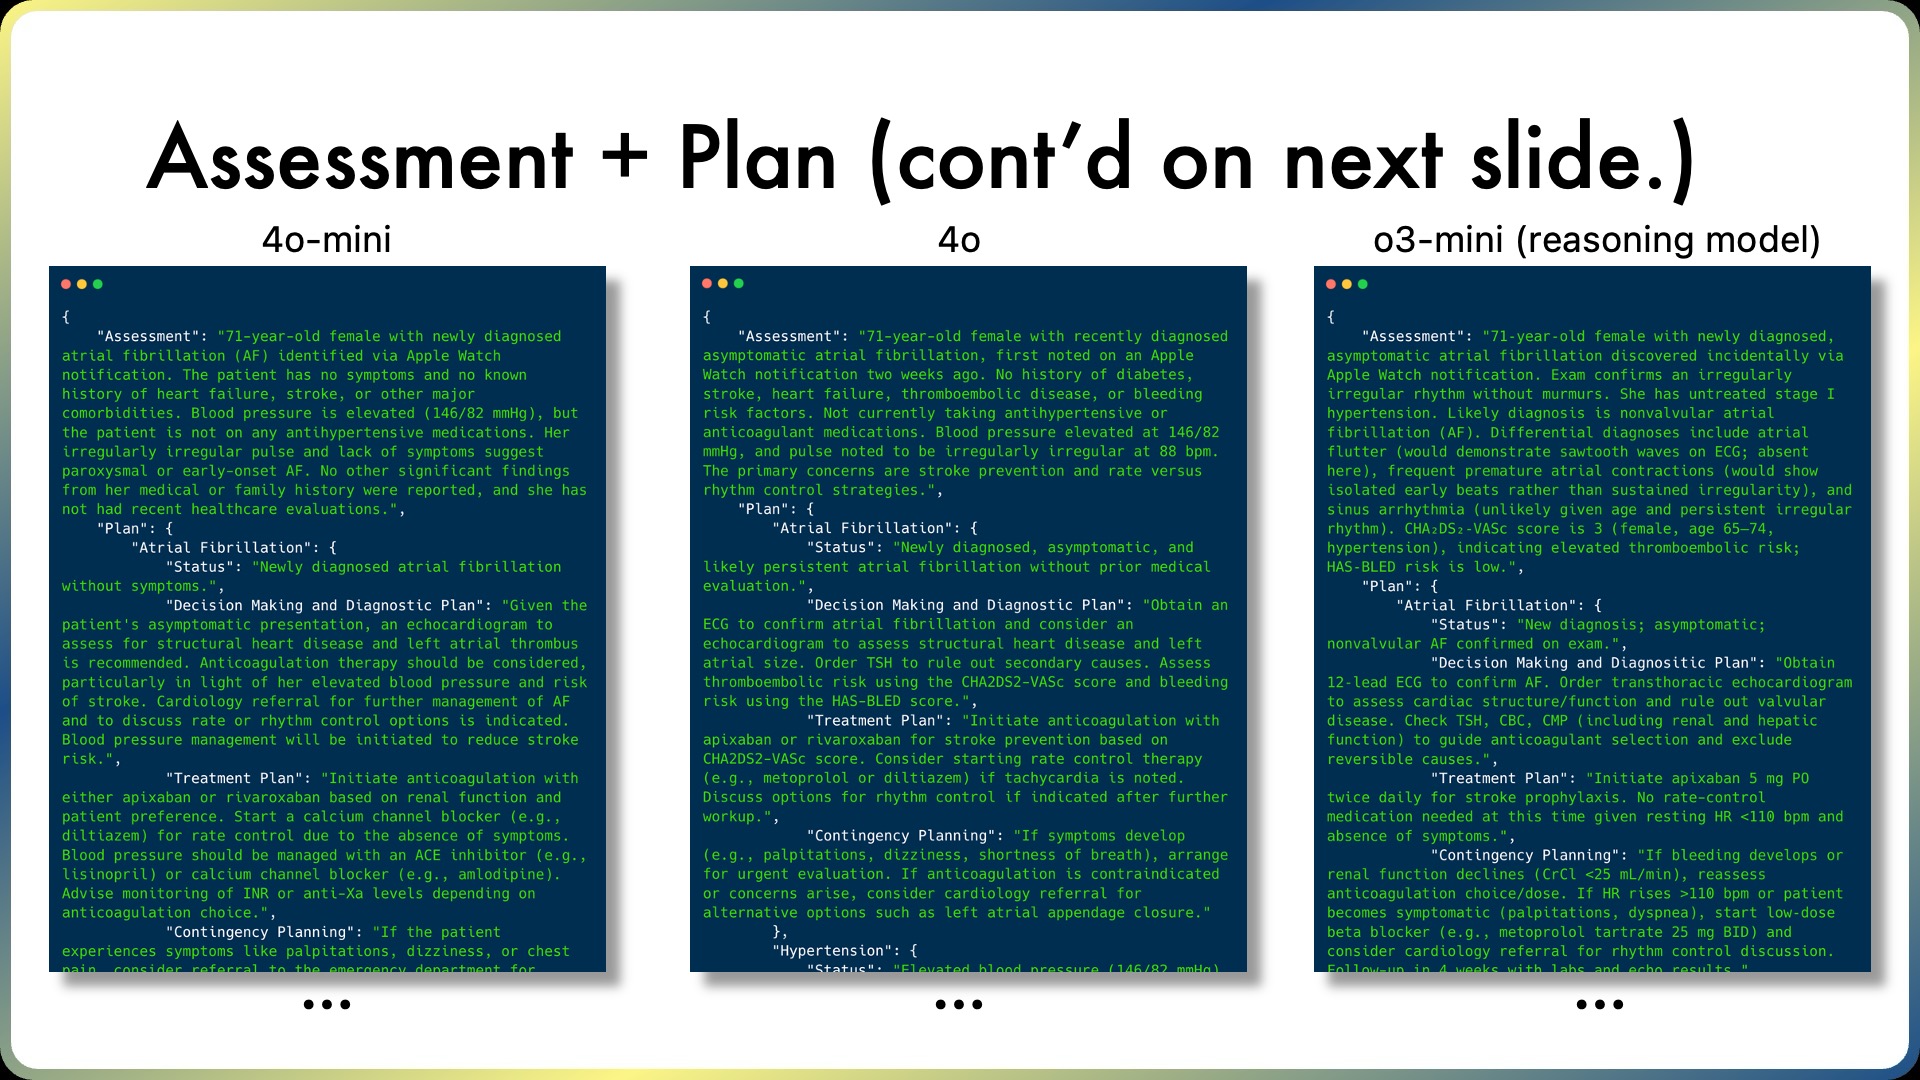 Assessment + Plan (cont’d on next slide.)
4o-mini
{
"Assessment": "71-year-old female with newly diagnosed
atrial fibrillation (AF) identified via Apple Watch
notification. The patient has no symptoms and no known
history of heart failure, stroke, or other major
comorbidities. Blood pressure is elevated (146/82 mmHg), but
the patient is not on any antihypertensive medications. Her
irregularly irregular pulse and lack of symptoms suggest
paroxysmal or early-onset AF. No other significant findings
from her medical or family history were reported, and she has
not had recent healthcare evaluations.",
"Plan": {
"Atrial Fibrillation": {
"Status": "Newly diagnosed atrial fibrillation
without symptoms.",
"Decision Making and Diagnostic Plan": "Given the
patient's asymptomatic presentation, an echocardiogram to
assess for structural heart disease and left atrial thrombus
is recommended. Anticoagulation therapy should be considered,
particularly in light of her elevated blood pressure and risk
of stroke. Cardiology referral for further management of AF
and to discuss rate or rhythm control options is indicated.
Blood pressure management will be initiated to reduce stroke
risk.",
"Treatment Plan": "Initiate anticoagulation with
either apixaban or rivaroxaban based on renal function and
patient preference. Start a calcium channel blocker (e.g.,
diltiazem) for rate control due to the absence of symptoms.
Blood pressure should be managed with an ACE inhibitor (e.g.,
lisinopril) or calcium channel blocker (e.g., amlodipine).
Advise monitoring of INR or anti-Xa levels depending on
anticoagulation choice.",
"Contingency Planning": "If the patient
experiences symptoms like palpitations, dizziness, or chest
pain, consider referral to the emergency department for
...
4o
{
"Assessment": "71-year-old female with recently diagnosed
asymptomatic atrial fibrillation, first noted on an Apple
Watch notification two weeks ago. No history of diabetes,
stroke, heart failure, thromboembolic disease, or bleeding
risk factors. Not currently taking antihypertensive or
anticoagulant medications. Blood pressure elevated at 146/82
mmHg, and pulse noted to be irregularly irregular at 88 bpm.
The primary concerns are stroke prevention and rate versus
rhythm control strategies.",
"Plan": {
"Atrial Fibrillation": {
"Status": "Newly diagnosed, asymptomatic, and
likely persistent atrial fibrillation without prior medical
evaluation.",
"Decision Making and Diagnostic Plan": "Obtain an
ECG to confirm atrial fibrillation and consider an
echocardiogram to assess structural heart disease and left
atrial size. Order TSH to rule out secondary causes. Assess
thromboembolic risk using the CHA2DS2-VASc score and bleeding
risk using the HAS-BLED score.",
"Treatment Plan": "Initiate anticoagulation with
apixaban or rivaroxaban for stroke prevention based on
CHA2DS2-VASc score. Consider starting rate control therapy
(e.g., metoprolol or diltiazem) if tachycardia is noted.
Discuss options for rhythm control if indicated after further
workup.",
"Contingency Planning": "If symptoms develop
(e.g., palpitations, dizziness, shortness of breath), arrange
for urgent evaluation. If anticoagulation is contraindicated
or concerns arise, consider cardiology referral for
alternative options such as left atrial appendage closure."
},
"Hypertension": {
"Status": "Elevated blood pressure (146/82 mmHg)
...
o3-mini (reasoning model)
{
"Assessment": "71-year-old female with newly diagnosed,
asymptomatic atrial fibrillation discovered incidentally via
Apple Watch notification. Exam confirms an irregularly
irregular rhythm without murmurs. She has untreated stage I
hypertension. Likely diagnosis is nonvalvular atrial
fibrillation (AF). Differential diagnoses include atrial
flutter (would demonstrate sawtooth waves on ECG; absent
here), frequent premature atrial contractions (would show
isolated early beats rather than sustained irregularity), and
sinus arrhythmia (unlikely given age and persistent irregular
rhythm). CHA₂DS₂-VASc score is 3 (female, age 65–74,
hypertension), indicating elevated thromboembolic risk;
HAS-BLED risk is low.",
"Plan": {
"Atrial Fibrillation": {
"Status": "New diagnosis; asymptomatic;
nonvalvular AF confirmed on exam.",
"Decision Making and Diagnositic Plan": "Obtain
12-lead ECG to confirm AF. Order transthoracic echocardiogram
to assess cardiac structure/function and rule out valvular
disease. Check TSH, CBC, CMP (including renal and hepatic
function) to guide anticoagulant selection and exclude
reversible causes.",
"Treatment Plan": "Initiate apixaban 5 mg PO
twice daily for stroke prophylaxis. No rate-control
medication needed at this time given resting HR <110 bpm and
absence of symptoms.",
"Contingency Planning": "If bleeding develops or
renal function declines (CrCl <25 mL/min), reassess
anticoagulation choice/dose. If HR rises >110 bpm or patient
becomes symptomatic (palpitations, dyspnea), start low-dose
beta blocker (e.g., metoprolol tartrate 25 mg BID) and
consider cardiology referral for rhythm control discussion.
Follow-up in 4 weeks with labs and echo results."
...